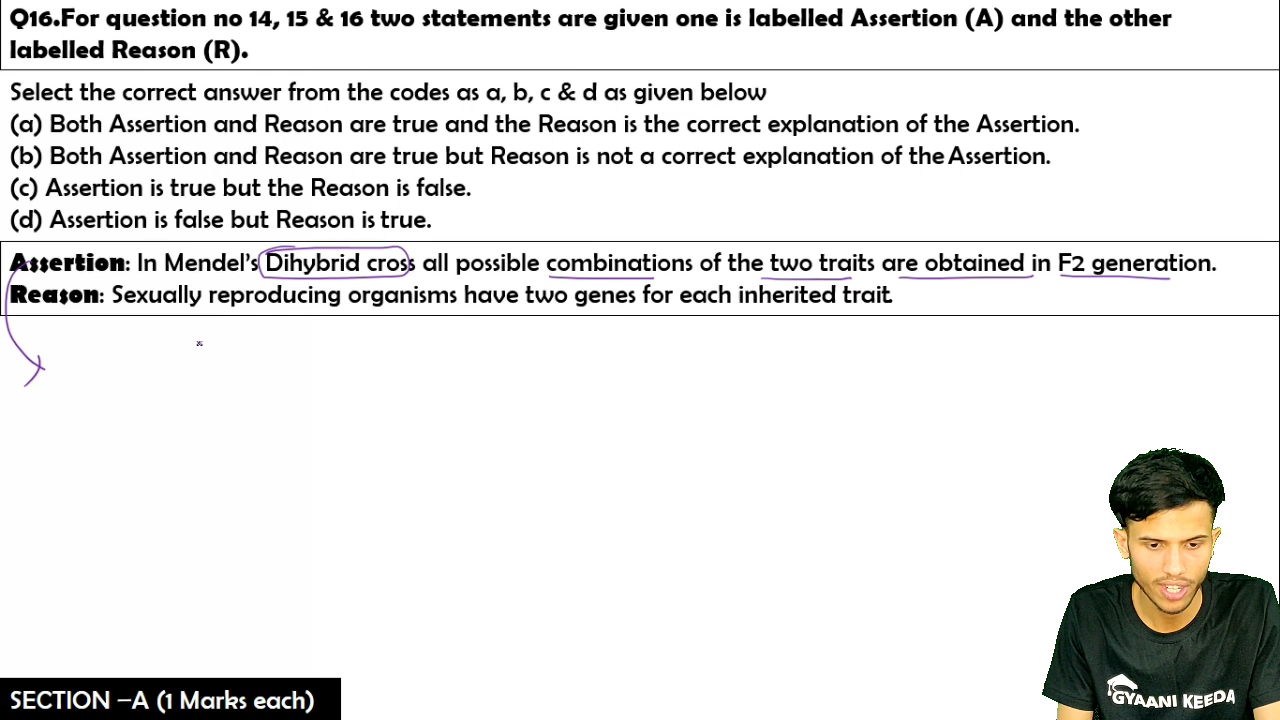 Q16.For question no 14, 15 & 16 two statements are given one is labelled Assertion (A) and the other
labelled Reason (R).
Select the correct answer from the codes as a, b, c & d as given below
(a) Both Assertion and Reason are true and the Reason is the correct explanation of the Assertion.
(b) Both Assertion and Reason are true but Reason is not a correct explanation of the Assertion.
(c) Assertion is true but the Reason is false.
(d) Assertion is false but Reason is true.
Assertion: In Mendel's Dihybrid cross all possible combinations of the two traits are obtained in F2 generation.
Reason: Sexually reproducing organisms have two genes for each inherited trait.
GYAANI KEEDA
SECTION –A (1 Marks each)